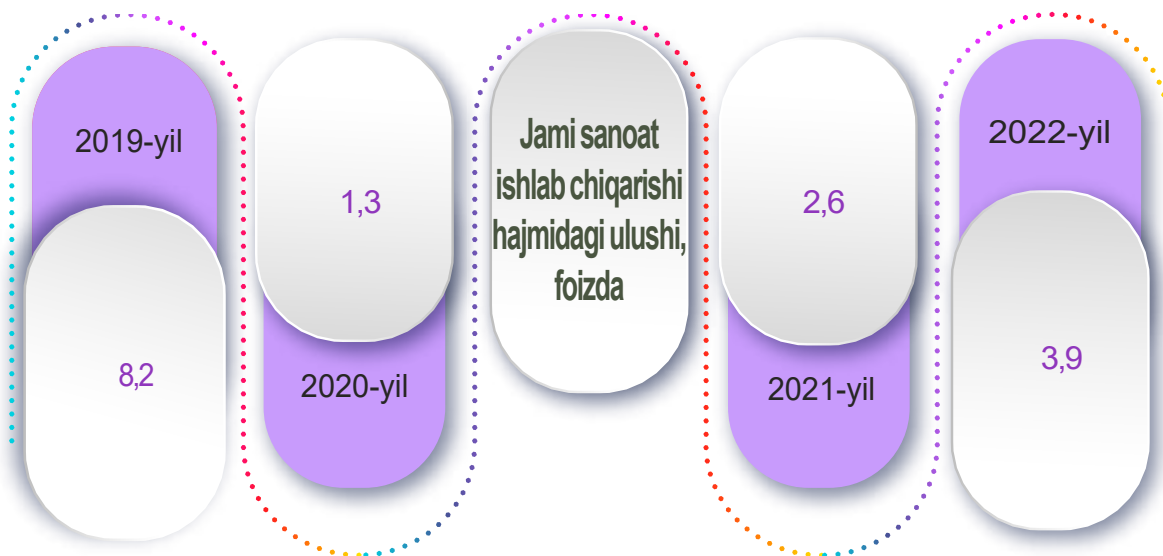 2019-yil
8,2
1,3
2020-yil
Jami sanoat
ishlab chiqarishi
hajmidagi ulushi,
foizda
2,6
2021-yil
2022-yil
3,9